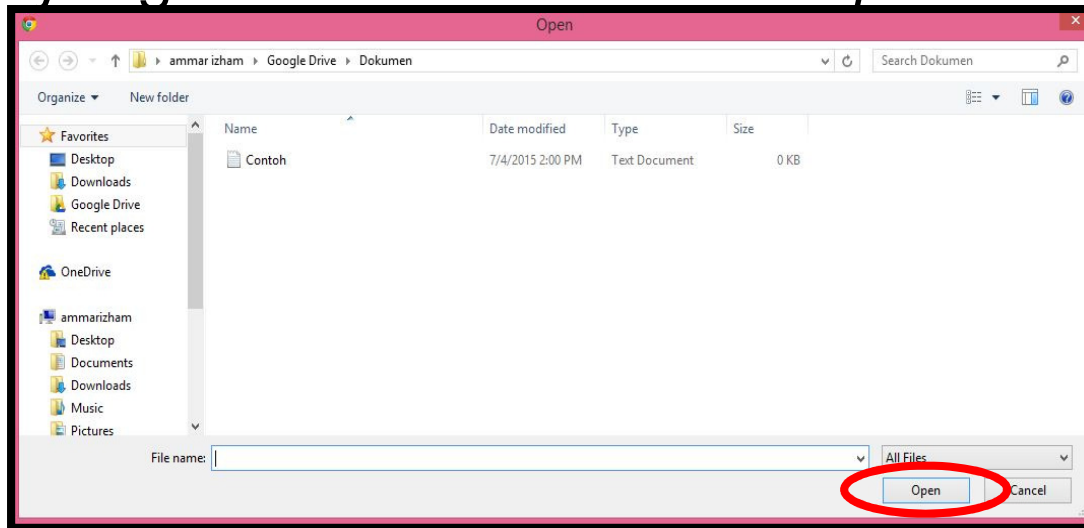 Open
ammar izham ▸ Google Drive ▸ Dokumen
Search Dokumen
Organize
New folder
Name
Date modified
Type
Size
Favorites
Desktop
Downloads
Google Drive
Recent places
Contoh
7/4/2015 2:00 PM
Text Document
0 KB
OneDrive
ammarizham
Desktop
Documents
Downloads
Music
Pictures
File name:
All Files
Open
Cancel